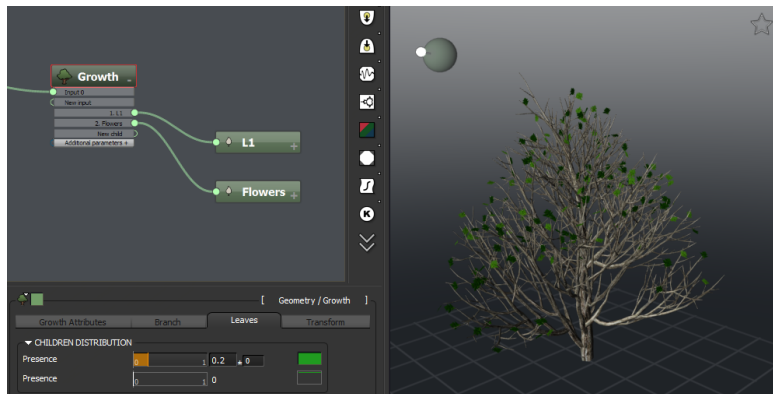 Growth
Input 0
New input
1. L1
2. Flowers
New child
Additional parameters +
L1
Flowers
K
[ Geometry / Growth ]
Growth Attributes Branch Leaves Transform
CHILDREN DISTRIBUTION
Presence 0 1 0.2 ± 0
Presence 0 1 0